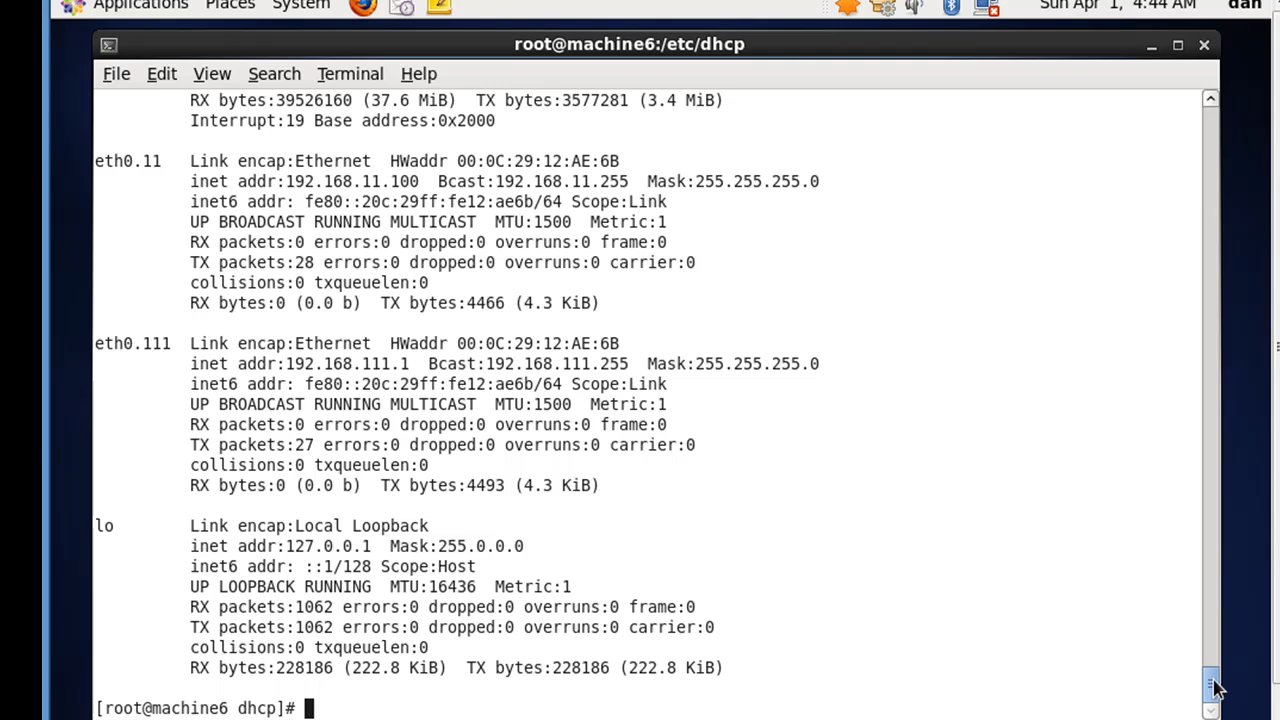 Applications Places System Sun Apr 1, 4:44 AM dan
root@machine6:/etc/dhcp
File Edit View Search Terminal Help
RX bytes:39526160 (37.6 MiB)  TX bytes:3577281 (3.4 MiB)
Interrupt:19 Base address:0x2000
eth0.11   Link encap:Ethernet  HWaddr 00:0C:29:12:AE:6B
inet addr:192.168.11.100  Bcast:192.168.11.255  Mask:255.255.255.0
inet6 addr: fe80::20c:29ff:fe12:ae6b/64 Scope:Link
UP BROADCAST RUNNING MULTICAST  MTU:1500  Metric:1
RX packets:0 errors:0 dropped:0 overruns:0 frame:0
TX packets:28 errors:0 dropped:0 overruns:0 carrier:0
collisions:0 txqueuelen:0
RX bytes:0 (0.0 b)  TX bytes:4466 (4.3 KiB)
eth0.111  Link encap:Ethernet  HWaddr 00:0C:29:12:AE:6B
inet addr:192.168.111.1  Bcast:192.168.111.255  Mask:255.255.255.0
inet6 addr: fe80::20c:29ff:fe12:ae6b/64 Scope:Link
UP BROADCAST RUNNING MULTICAST  MTU:1500  Metric:1
RX packets:0 errors:0 dropped:0 overruns:0 frame:0
TX packets:27 errors:0 dropped:0 overruns:0 carrier:0
collisions:0 txqueuelen:0
RX bytes:0 (0.0 b)  TX bytes:4493 (4.3 KiB)
lo        Link encap:Local Loopback
inet addr:127.0.0.1  Mask:255.0.0.0
inet6 addr: ::1/128 Scope:Host
UP LOOPBACK RUNNING  MTU:16436  Metric:1
RX packets:1062 errors:0 dropped:0 overruns:0 frame:0
TX packets:1062 errors:0 dropped:0 overruns:0 carrier:0
collisions:0 txqueuelen:0
RX bytes:228186 (222.8 KiB)  TX bytes:228186 (222.8 KiB)
[root@machine6 dhcp]#